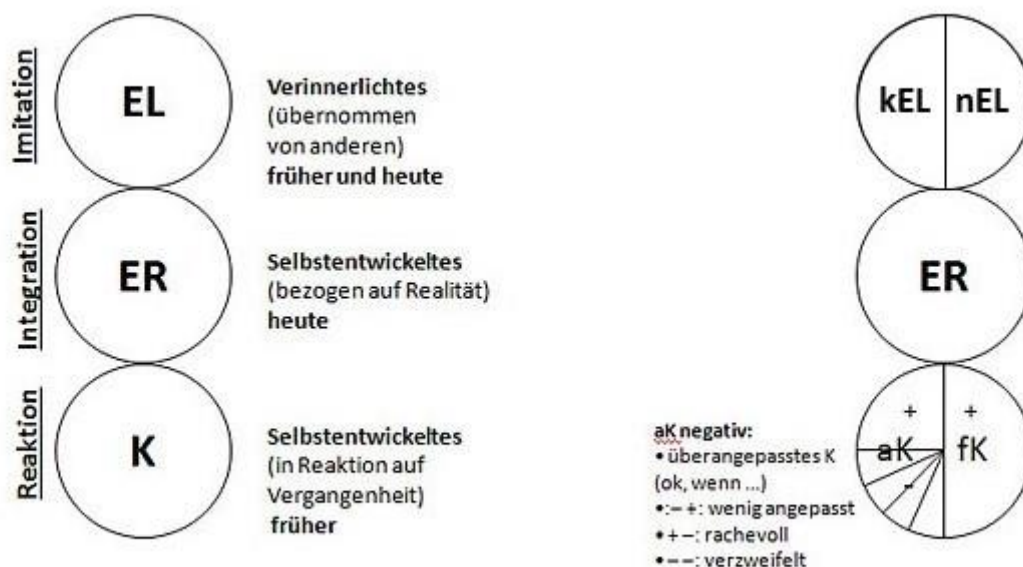 Imitation
EL
Verinnerlichtes
(übernommen
von anderen)
früher und heute
Integration
ER
Selbstentwickeltes
(bezogen auf Realität)
heute
Reaktion
K
Selbstentwickeltes
(in Reaktion auf
Vergangenheit)
früher
kEL nEL
ER
+ +
aK fK
-
aK negativ:
• überangepasstes K
(ok, wenn ...)
•:– +: wenig angepasst
• + –: rachevoll
• – –: verzweifelt